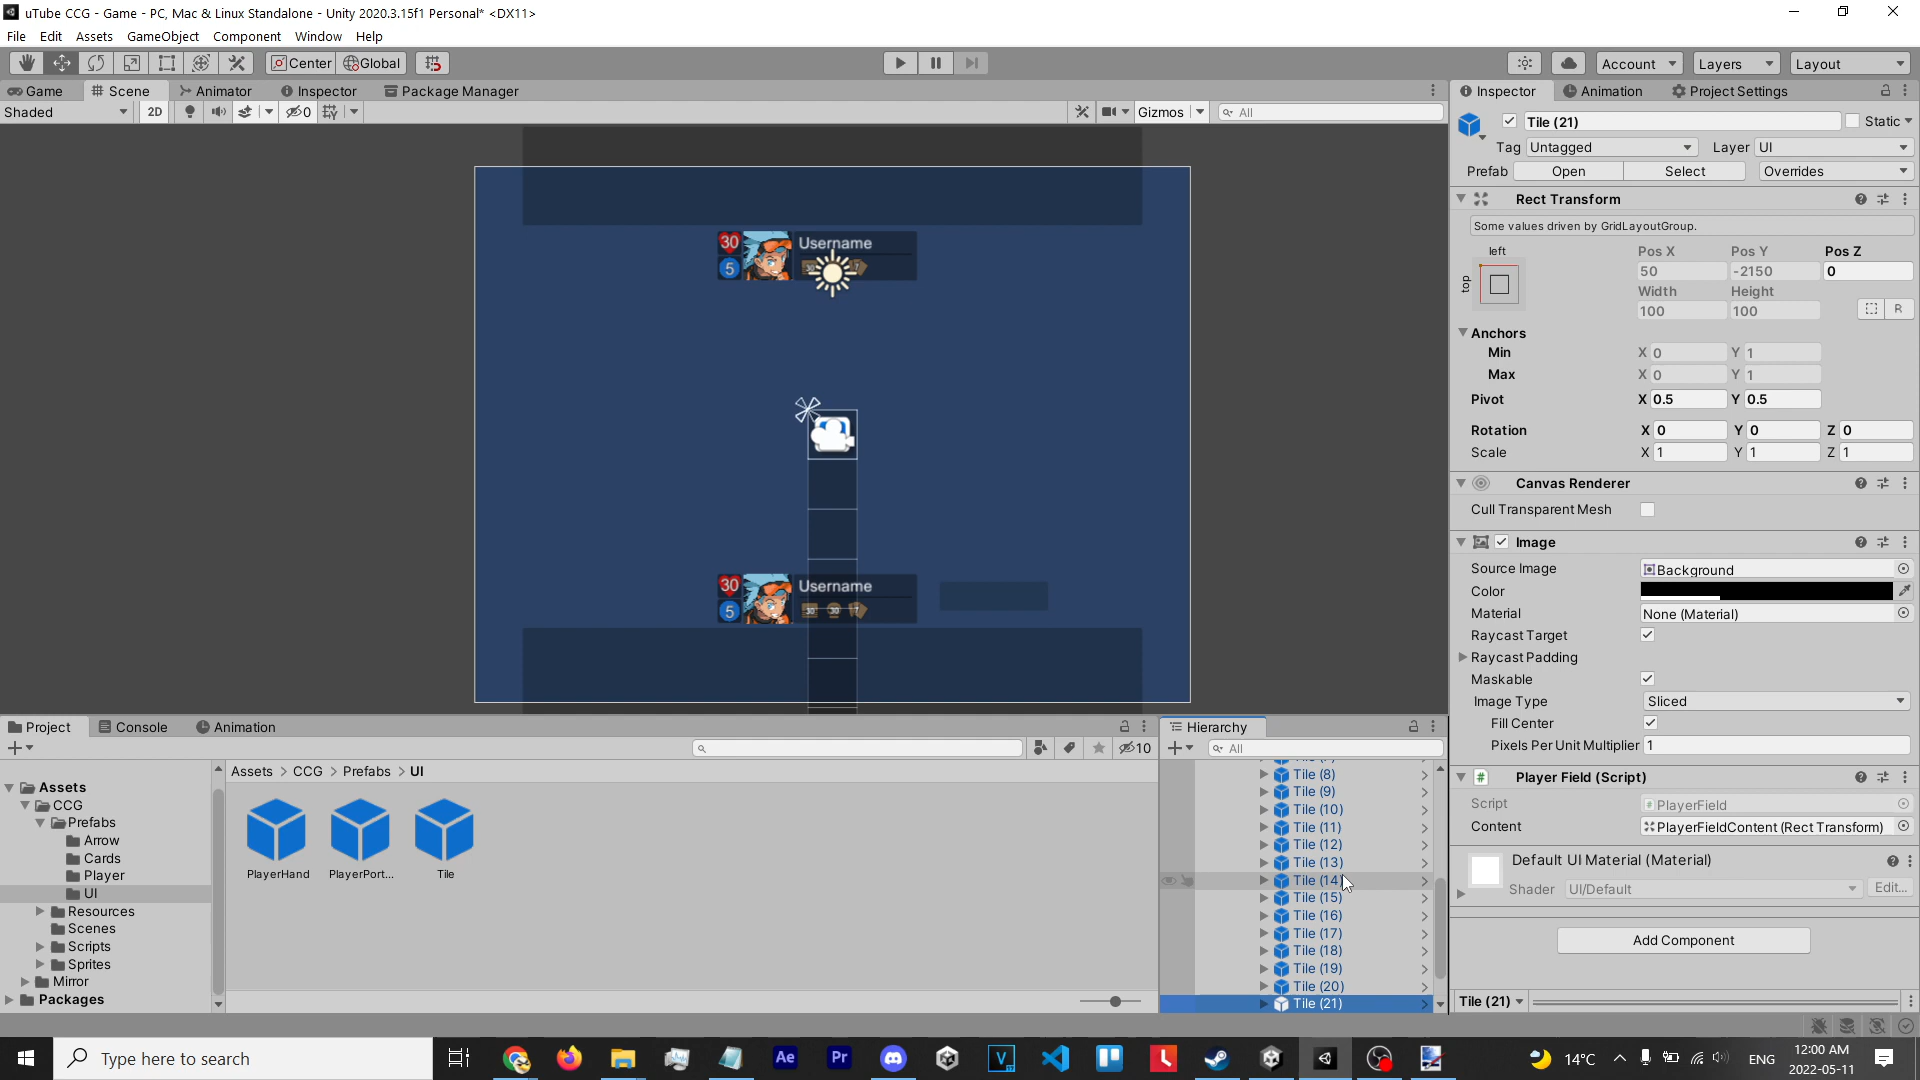 uTube CCG - Game - PC, Mac & Linux Standalone - Unity 2020.3.15f1 Personal* <DX11>
File Edit Assets GameObject Component Window Help
Center Global Account Layers Layout
Game Scene Animator Inspector Package Manager
Shaded 2D 0 Gizmos All
30 Username
5 30 7
30 Username
5 30 30 7
Inspector Animation Project Settings
Tile (21) Static
Tag Untagged Layer UI
Prefab Open Select Overrides
Rect Transform
Some values driven by GridLayoutGroup.
left Pos X Pos Y Pos Z
top 50 -2150 0
Width Height
100 100 R
Anchors
Min X 0 Y 1
Max X 0 Y 1
Pivot X 0.5 Y 0.5
Rotation X 0 Y 0 Z 0
Scale X 1 Y 1 Z 1
Canvas Renderer
Cull Transparent Mesh
Image
Source Image Background
Color
Material None (Material)
Raycast Target
Raycast Padding
Maskable
Image Type Sliced
Fill Center
Pixels Per Unit Multiplier 1
# Player Field (Script)
Script # PlayerField
Content PlayerFieldContent (Rect Transform)
Default UI Material (Material)
Shader UI/Default Edit...
Add Component
Tile (21)
Project Console Animation
10
Assets
CCG
Prefabs
Arrow
Cards
Player
UI
Resources
Scenes
Scripts
Sprites
Mirror
Packages
Assets > CCG > Prefabs > UI
PlayerHand PlayerPort... Tile
Hierarchy
All
Tile (8)
Tile (9)
Tile (10)
Tile (11)
Tile (12)
Tile (13)
Tile (14)
Tile (15)
Tile (16)
Tile (17)
Tile (18)
Tile (19)
Tile (20)
Tile (21)
Type here to search
Ae Pr V L
14°C ENG 12:00 AM
2022-05-11